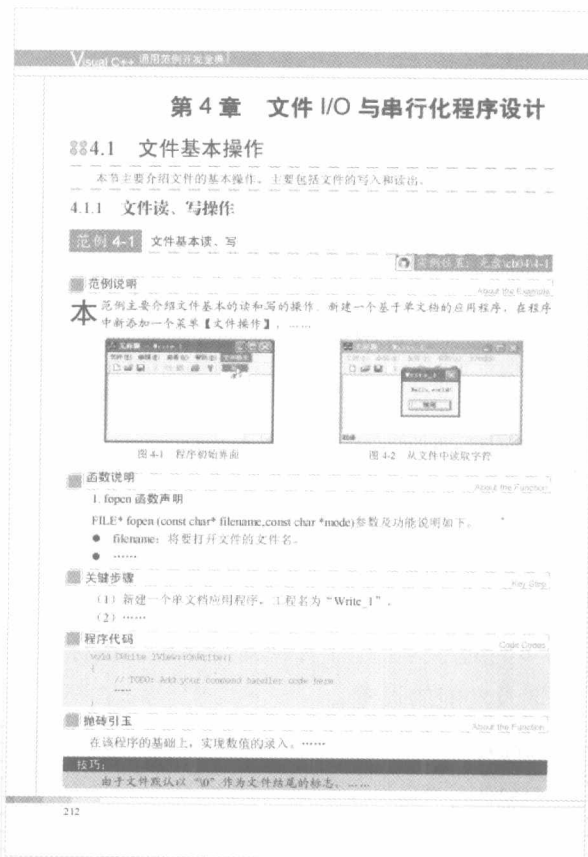 Visual C++ 通用范例开发金典
第 4 章 文件 I/O 与串行化程序设计
4.1 文件基本操作
本节主要介绍文件的基本操作。主要包括文件的写入和读出。
4.1.1 文件读、写操作
范例 4-1 文件基本读、写
实例位置：光盘\ch04\4-1
范例说明
About the Example
本范例主要介绍文件基本的读和写的操作。新建一个基于单文档的应用程序，在程序
中新添加一个菜单【文件操作】，……
Hello, world!
图 4-1 程序初始界面
图 4-2 从文件中读取字符
函数说明
About the Function
1. fopen 函数声明
FILE* fopen (const char* filename,const char *mode)参数及功能说明如下。
● filename：将要打开文件的文件名。
● ……
关键步骤
Key Step
（1）新建一个单文档应用程序。工程名为“Write_1”．
（2）……
程序代码
Code Codes
void CWrite_1View::OnWrite()
{
// TODO: Add your command handler code here
……
}
抛砖引玉
About the Function
在该程序的基础上，实现数值的录入。……
技巧：
由于文件默认以“\0”作为文件结尾的标志。……
212